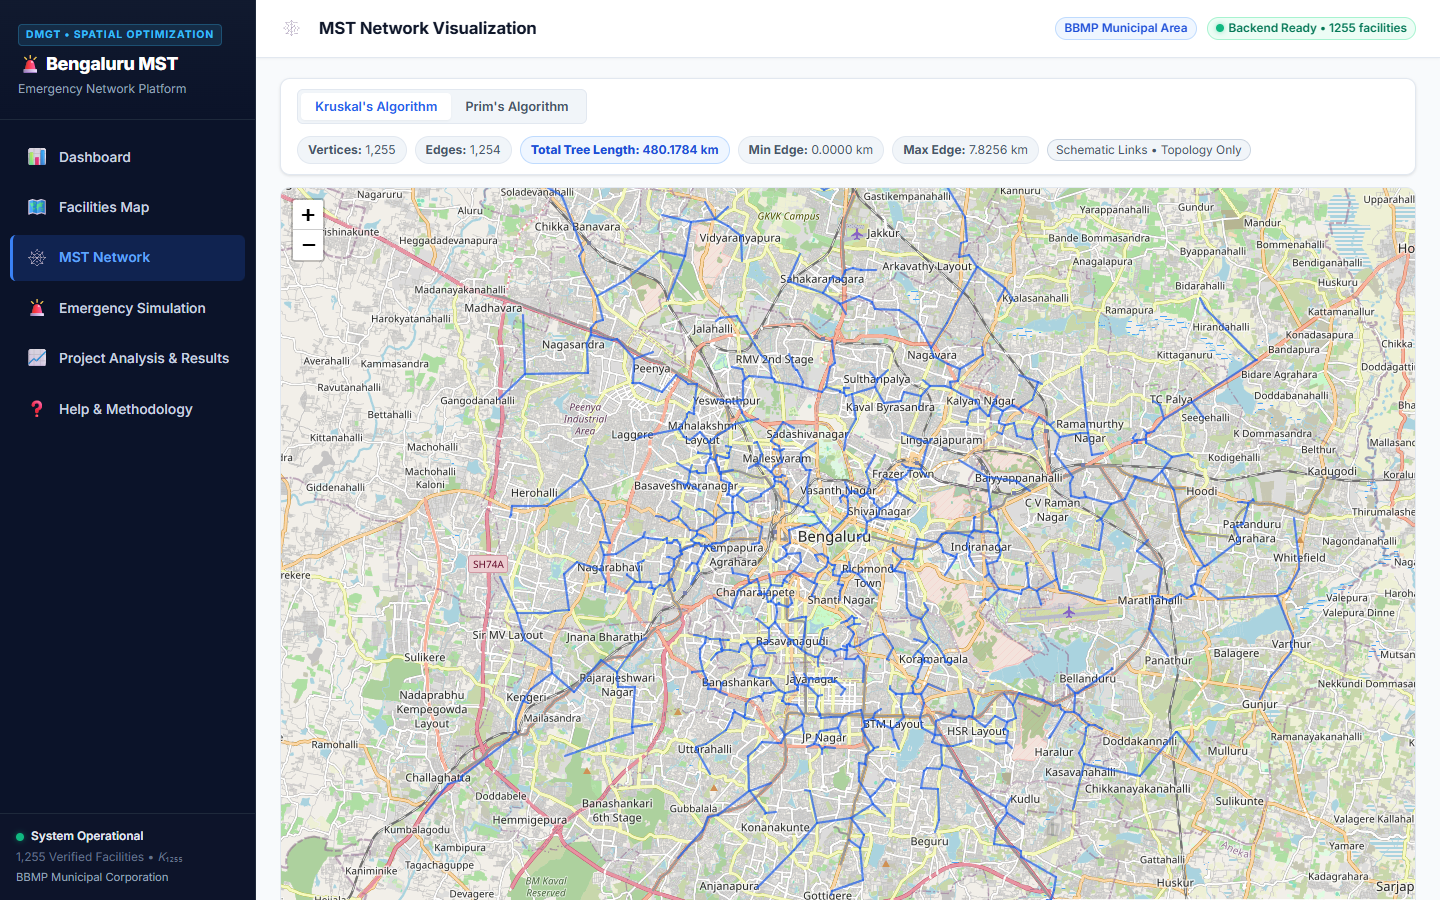 DMGT • SPATIAL OPTIMIZATION
Bengaluru MST
Emergency Network Platform
Dashboard
Facilities Map
MST Network
Emergency Simulation
Project Analysis & Results
Help & Methodology
System Operational
1,255 Verified Facilities • K₁₂₅₅
BBMP Municipal Corporation
MST Network Visualization
BBMP Municipal Area
Backend Ready • 1255 facilities
Kruskal's Algorithm
Prim's Algorithm
Vertices: 1,255
Edges: 1,254
Total Tree Length: 480.1784 km
Min Edge: 0.0000 km
Max Edge: 7.8256 km
Schematic Links • Topology Only
+
−
Nagaruru
Soladevanahalli
Gastikempanahalli
Kannuru
Upparahalli
Aluru
GKVK Campus
Yarappanahalli
Gundur
Mandur
Chikka Banavara
Jakkur
Heggadadevanapura
Vidyaranyapura
Bande Bommasandra
Byappanahalli
Bommenahalli
Anagalapura
Bendiganahalli
Arkavathy Layout
Sahakaranagara
Huskuru
Madanayakanahalli
Kyalasanahalli
Bidarahalli
Madhavara
Ramapura
Kattamanallur
Harokyatanahalli
Jalahalli
Hirandahalli
Konadasapura
Nagasandra
Bandapura
Averahalli
Kammasandra
RMV 2nd Stage
Nagavara
Kittaganuru
Peenya
Bidare Agrahara
Sulthanpalya
Ravutanahalli
Doddabanahalli
Gangodanahalli
Yeswanthpur
Kaval Byrasandra
Kalyan Nagar
TC Palya
Bettahalli
Peenya
Industrial
Area
Seegehalli
Mahalakshmi
Layout
Ramamurthy
Nagar
Kittanahalli
Laggere
Sadashivanagar
Lingarajapuram
K Dommasandra
Machohalli
Belthur
Malleswaram
Kodigehalli
Machohalli
Kaloni
Frazer Town
Baiyyappanahalli
Kadugodi
Giddenahalli
Herohalli
Basaveshwaranagar
Vasanth Nagar
Hoodi
C V Raman
Nagar
Shivajinagar
Pattanduru
Agrahara
Bengaluru
Kempapura
Agrahara
Indiranagar
Nagondanahalli
Whitefield
SH74A
Nagarabhavi
Richmond
Town
Chamarajapete
Shanti Nagar
Marathahalli
Valepura
Valepura Dinne
Sir MV Layout
Jnana Bharathi
Basavanagudi
Varthur
Sulikere
Koramangala
Panathur
Balagere
Rajarajeshwari
Nagar
Banashankari
Jayanagar
Bellanduru
Nadaprabhu
Kempegowda
Layout
Kengeri
Gunjur
Mailasandra
BTM Layout
HSR Layout
Ramohalli
JP Nagar
Doddakannalli
Ramanayakanahalli
Uttarahalli
Haralur
Mulluru
Challaghatta
Kasavanahalli
Chikkanayakanahalli
Doddabele
Banashankari
6th Stage
Gubbalala
Kudlu
Sulikunte
Hemmigepura
Konanakunte
Kumbalagodu
Beguru
Yamare
Kambipura
Anekal
Tagachaguppe
Gattahalli
Kaniminike
Kadagrahara
BM Kaval
Reserved
Anjanapura
Huskur
Devagere
Gottigere